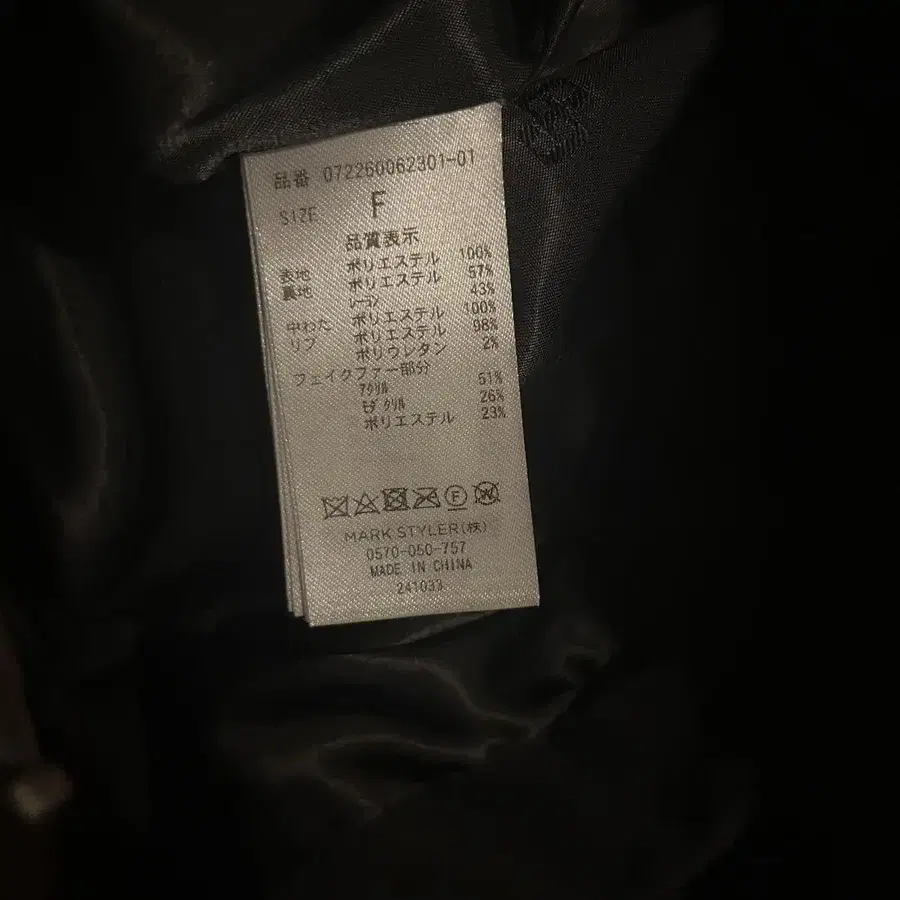 品番 072260062301-01
SIZE F
品質表示
表地 ポリエステル 100%
裏地 ポリエステル 57%
レーヨン 43%
中わた ポリエステル 100%
リブ ポリエステル 98%
ポリウレタン 2%
フェイクファー部分
アクリル 51%
モダクリル 26%
ポリエステル 23%
F W
MARK STYLER(株)
0570-050-757
MADE IN CHINA
241033